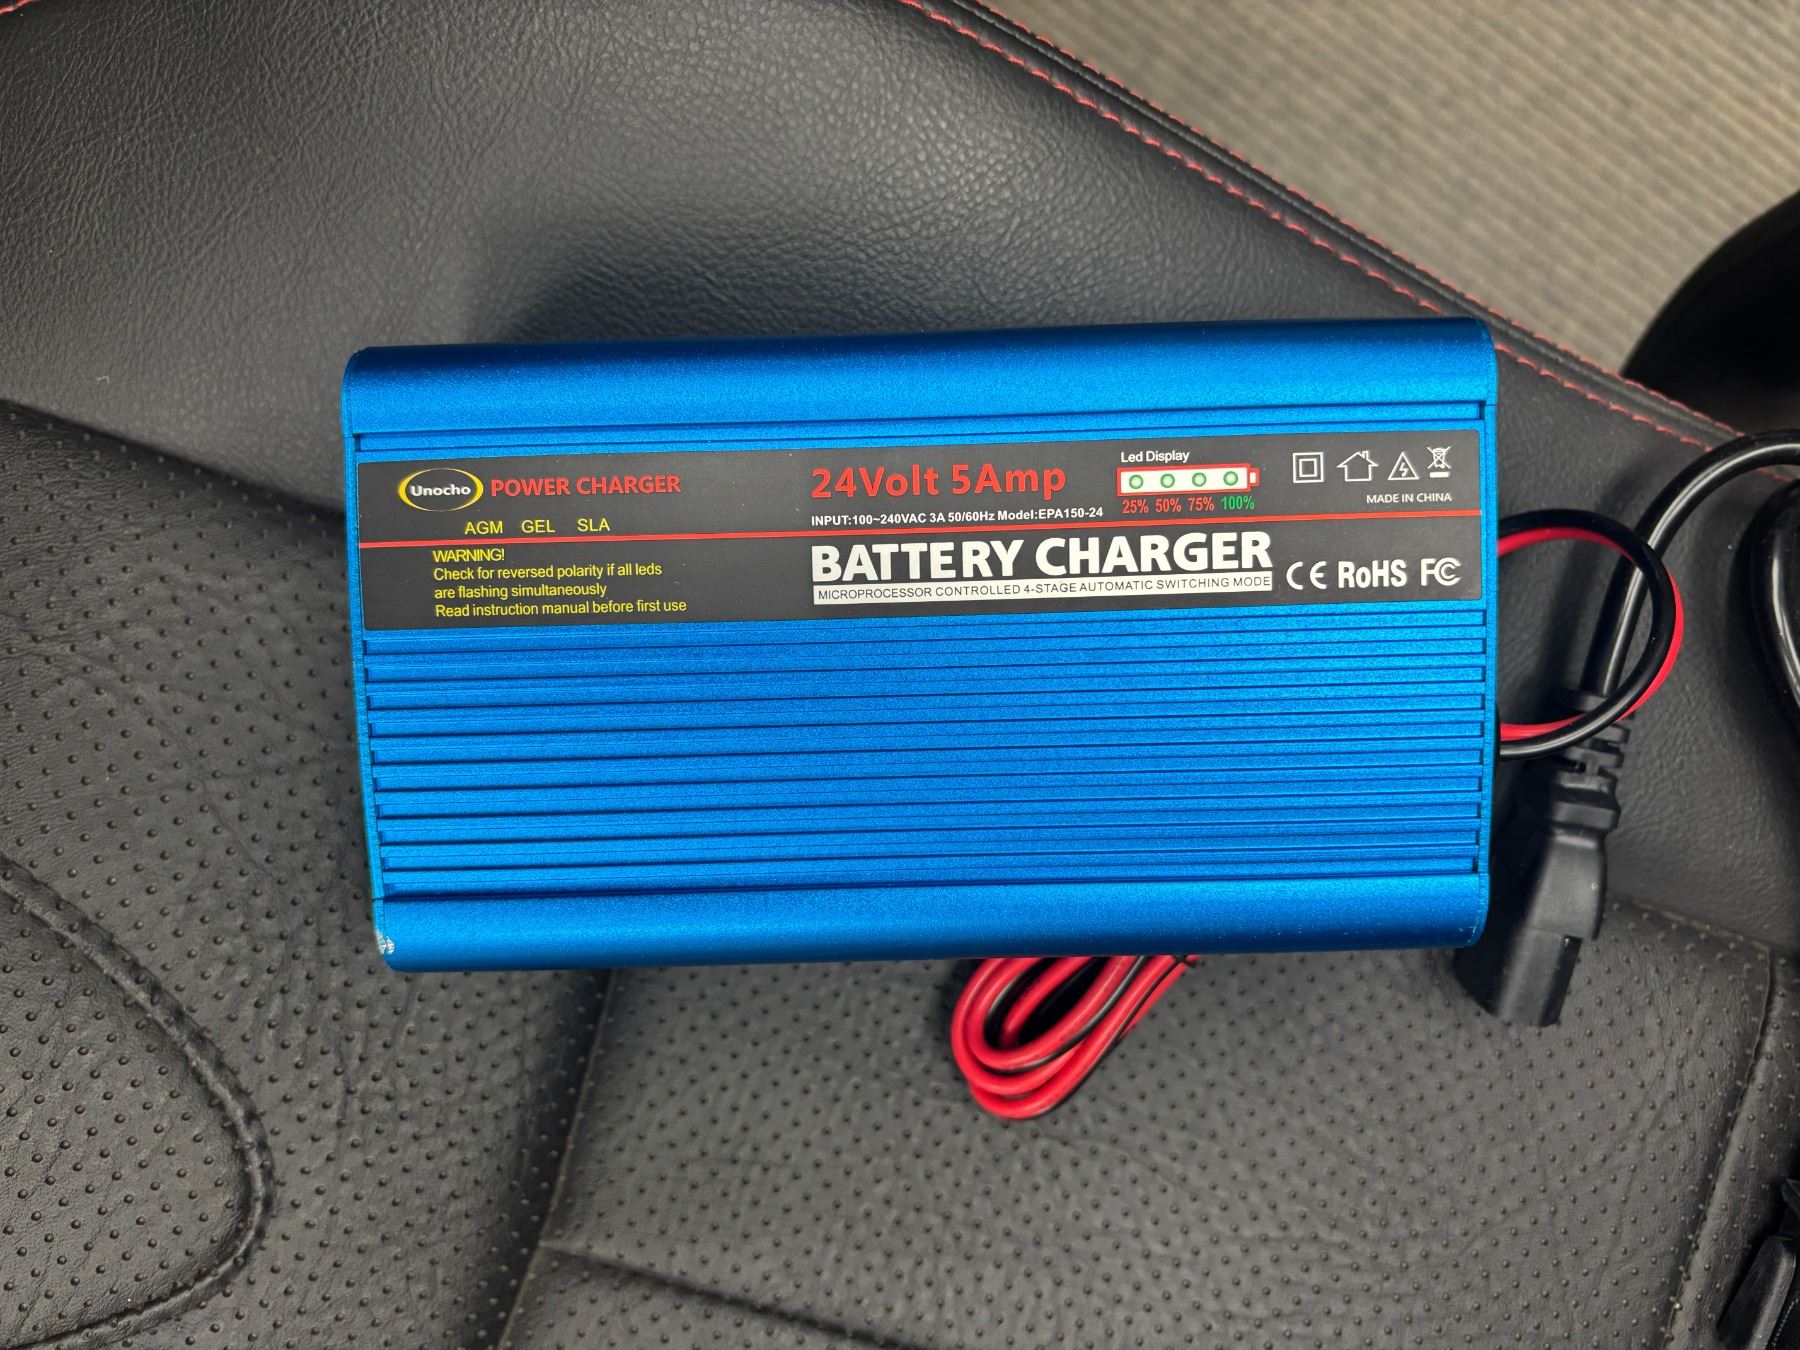 Unocho POWER CHARGER
AGM GEL SLA
WARNING!
Check for reversed polarity if all leds
are flashing simultaneously
Read instruction manual before first use
24Volt 5Amp
INPUT:100~240VAC 3A 50/60Hz Model:EPA150-24
Led Display
25% 50% 75% 100%
MADE IN CHINA
BATTERY CHARGER
MICROPROCESSOR CONTROLLED 4-STAGE AUTOMATIC SWITCHING MODE
CE RoHS FC